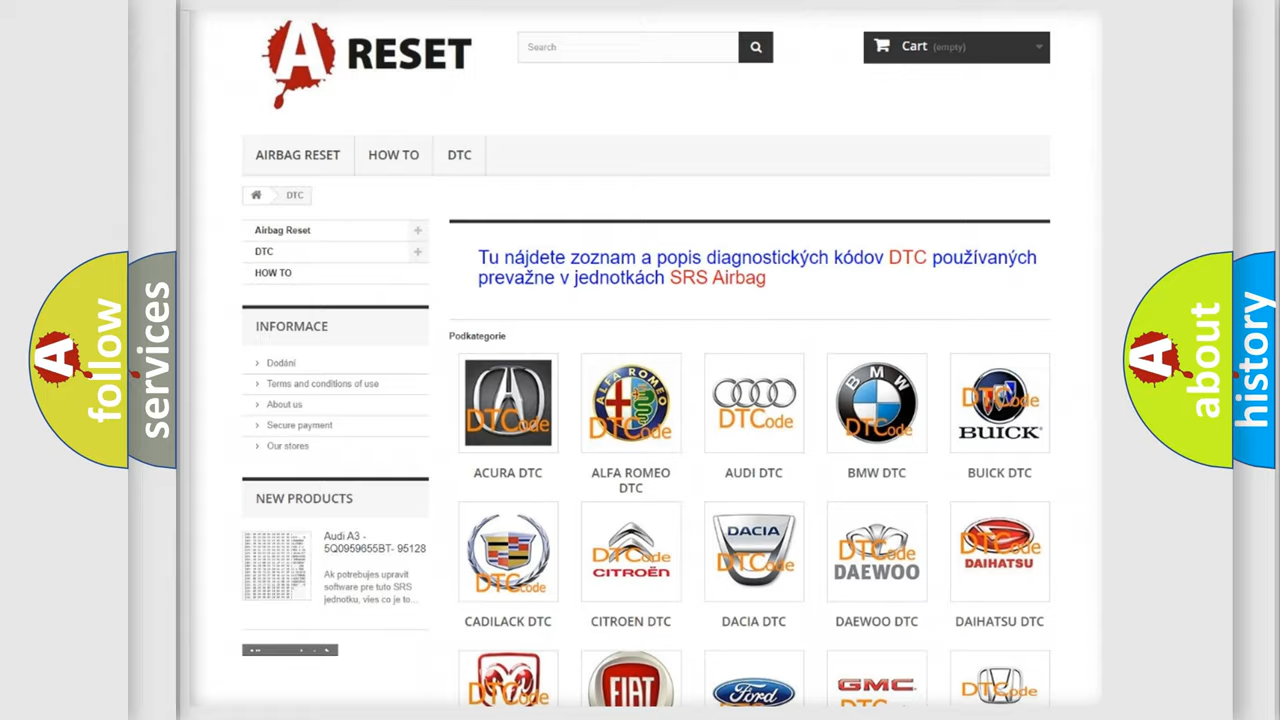 A RESET
Search
Cart (empty)
AIRBAG RESET
HOW TO
DTC
DTC
Airbag Reset
DTC
HOW TO
INFORMACE
Dodání
Terms and conditions of use
About us
Secure payment
Our stores
NEW PRODUCTS
Audi A3 -
5Q0959655BT- 95128
Ak potrebujes upravit
software pre tuto SRS
jednotku, vies co je to...
Tu nájdete zoznam a popis diagnostických kódov DTC používaných
prevažne v jednotkách SRS Airbag
Podkategorie
DTCode
ALFA ROMEO
DTCode
DTCode
BMW
DTCode
DTCode
BUICK
ACURA DTC
ALFA ROMEO
DTC
AUDI DTC
BMW DTC
BUICK DTC
DTCode
DTCode
CITROËN
DACIA
DTCode
DTCode
DAEWOO
DTCode
DAIHATSU
CADILACK DTC
CITROEN DTC
DACIA DTC
DAEWOO DTC
DAIHATSU DTC
DTCode
FIAT
Ford
GMC
DTCode
A
follow
services
A
about
history